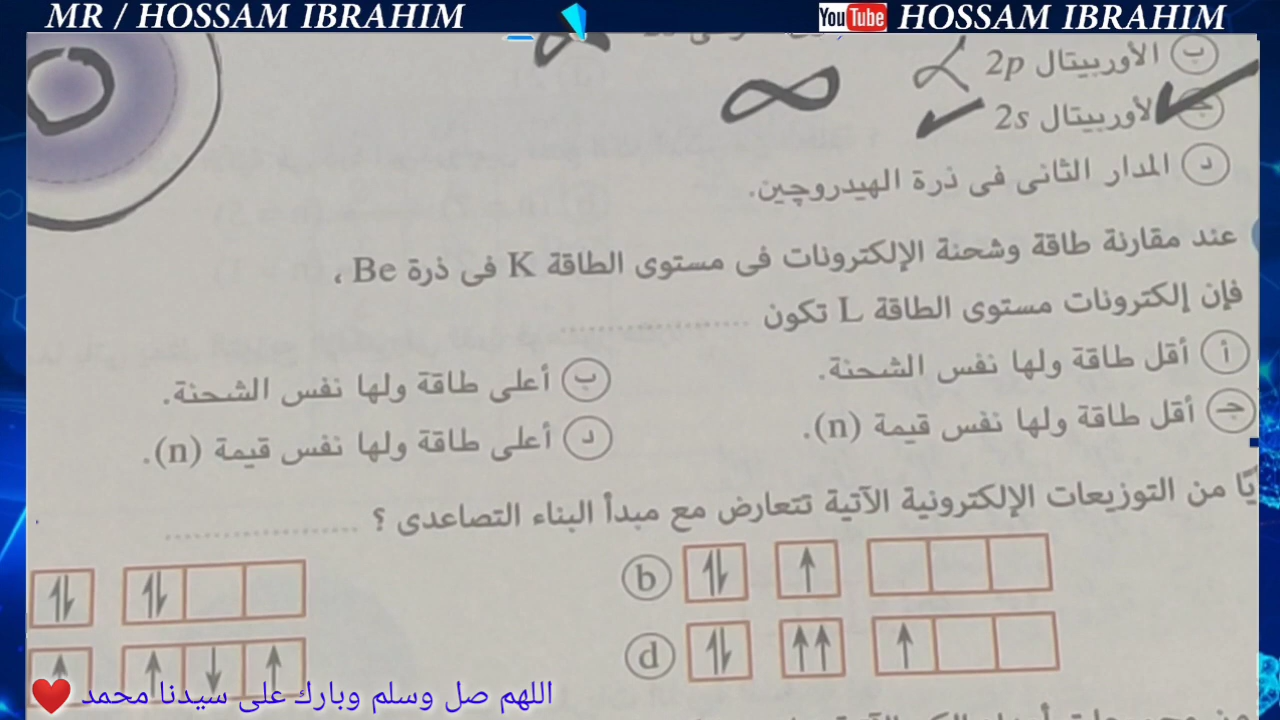 MR / HOSSAM IBRAHIM
YouTube HOSSAM IBRAHIM
ب الأوربيتال 2p
جـ الأوربيتال 2s
د المدار الثانى فى ذرة الهيدروچين.
عند مقارنة طاقة وشحنة الإلكترونات فى مستوى الطاقة K فى ذرة Be ،
فإن إلكترونات مستوى الطاقة L تكون ....................
أ أقل طاقة ولها نفس الشحنة.
ب أعلى طاقة ولها نفس الشحنة.
جـ أقل طاقة ولها نفس قيمة (n).
د أعلى طاقة ولها نفس قيمة (n).
من التوزيعات الإلكترونية الآتية تتعارض مع مبدأ البناء التصاعدى ؟ ....................
b
d
اللهم صل وسلم وبارك على سيدنا محمد